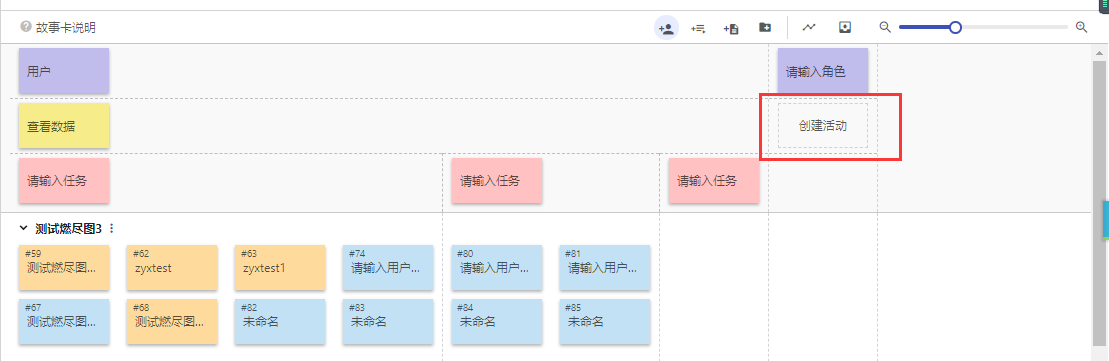 故事卡说明
用户
请输入角色
查看数据
创建活动
请输入任务
请输入任务
请输入任务
测试燃尽图3
#59
测试燃尽图...
#62
zyxtest
#63
zyxtest1
#74
请输入用户...
#80
请输入用户...
#81
请输入用户...
#67
测试燃尽图...
#68
测试燃尽图...
#82
未命名
#83
未命名
#84
未命名
#85
未命名